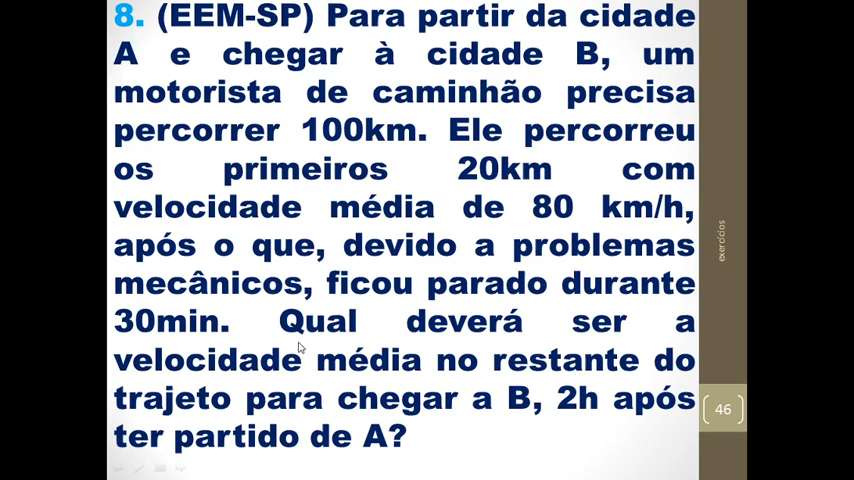 8. (EEM-SP) Para partir da cidade
A e chegar à cidade B, um
motorista de caminhão precisa
percorrer 100km. Ele percorreu
os primeiros 20km com
velocidade média de 80 km/h,
após o que, devido a problemas
mecânicos, ficou parado durante
30min. Qual deverá ser a
velocidade média no restante do
trajeto para chegar a B, 2h após
ter partido de A?
exercícios
46